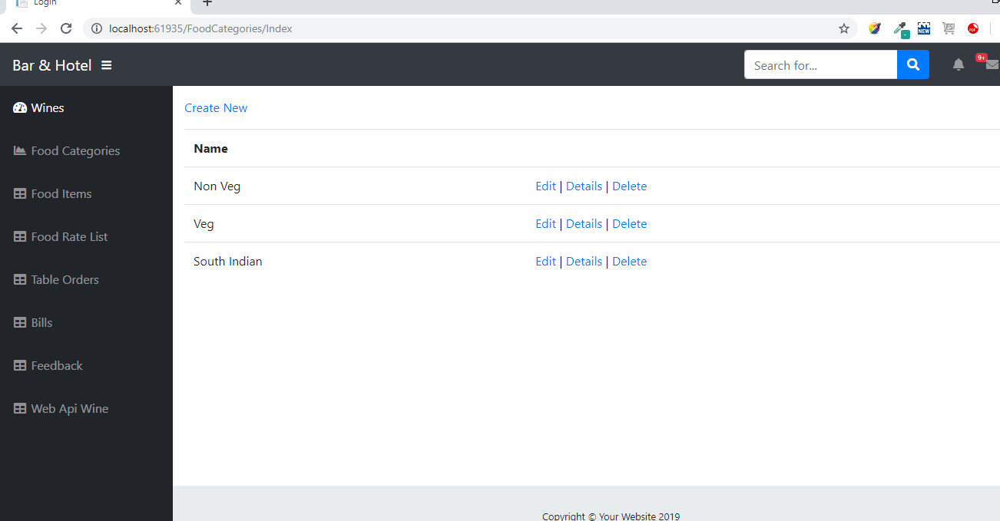 Login
localhost:61935/FoodCategories/Index
NEW
Bar & Hotel
Search for...
9+
Wines
Food Categories
Food Items
Food Rate List
Table Orders
Bills
Feedback
Web Api Wine
Create New
Name
Non Veg Edit | Details | Delete
Veg Edit | Details | Delete
South Indian Edit | Details | Delete
Copyright © Your Website 2019